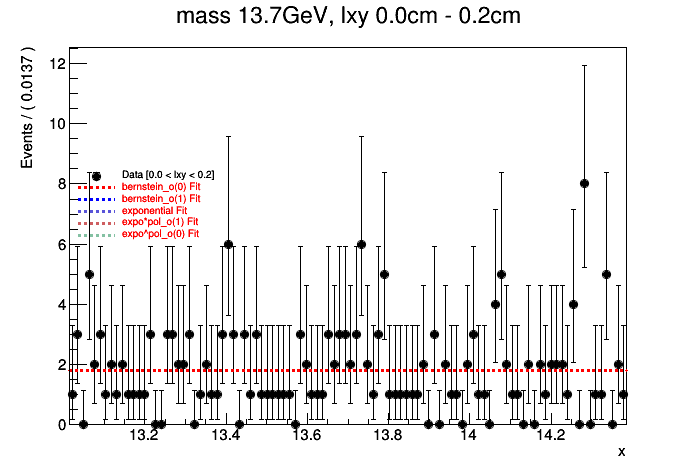 mass 13.7GeV, lxy 0.0cm - 0.2cm
Events / ( 0.0137 )
12
10
8
6
4
2
0
Data [0.0 < lxy < 0.2]
bernstein_o(0) Fit
bernstein_o(1) Fit
exponential Fit
expo*pol_o(1) Fit
expo^pol_o(0) Fit
13.2 13.4 13.6 13.8 14 14.2
x